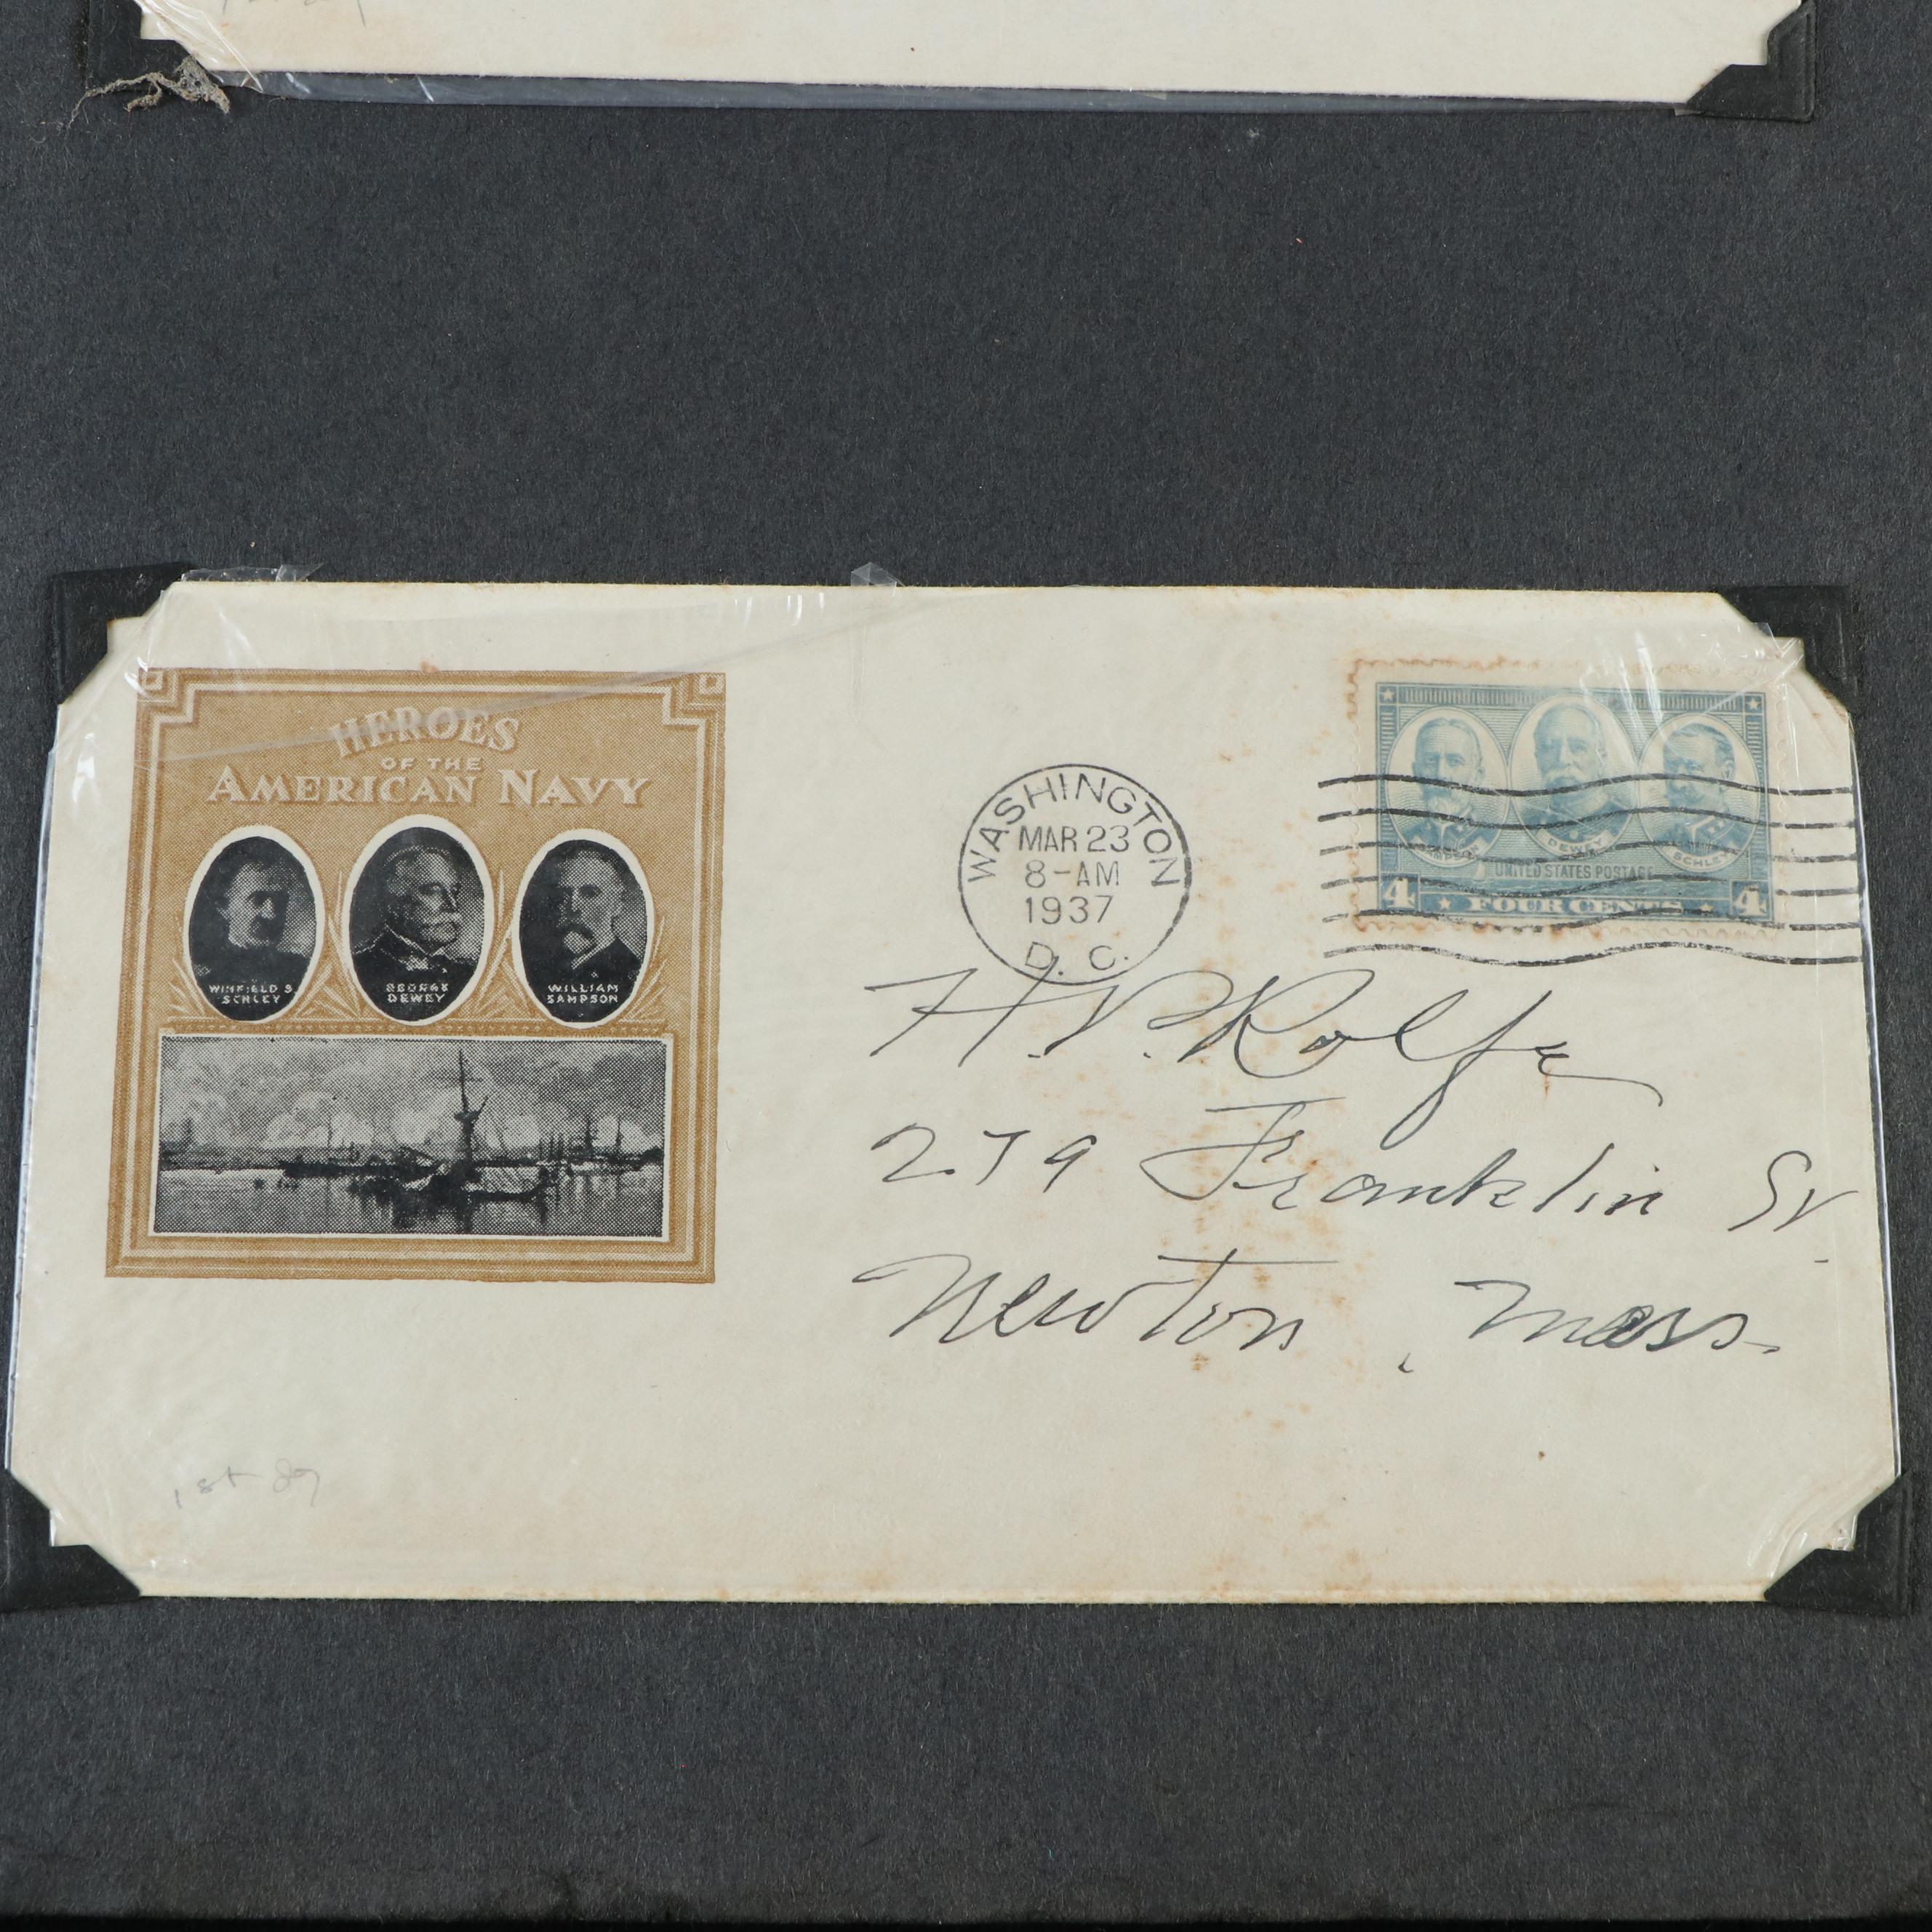 HEROES
OF THE
AMERICAN NAVY
WINFIELD S.
SCHLEY
GEORGE
DEWEY
WILLIAM
SAMPSON
WASHINGTON
MAR 23
8-AM
1937
D. C.
SAMPSON
DEWEY
SCHLEY
UNITED STATES POSTAGE
4 FOUR CENTS 4
H. P. Rolfe
279 Franklin St.
Newton, Mass.
1st